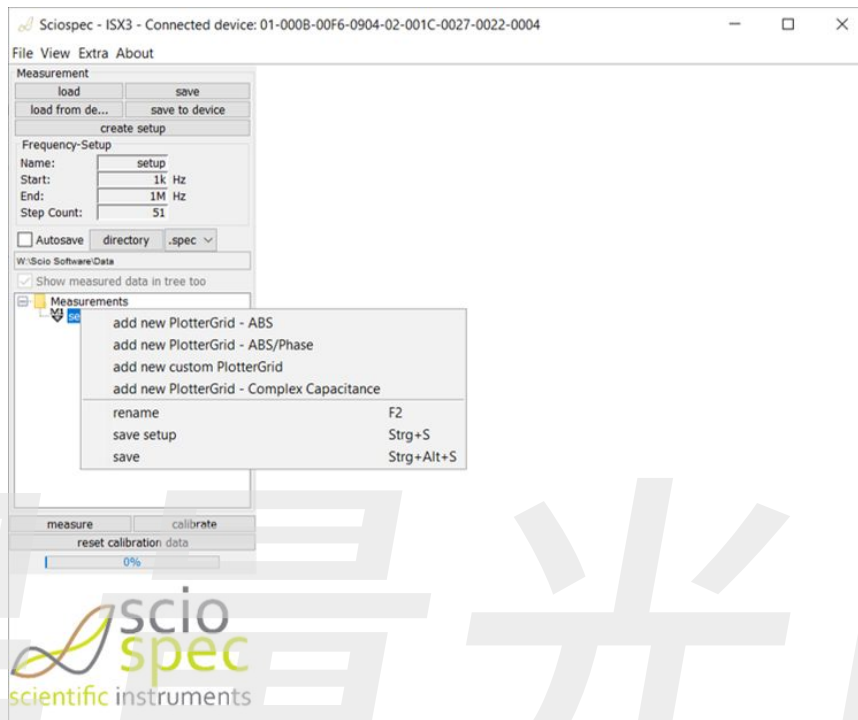 Sciospec - ISX3 - Connected device: 01-000B-00F6-0904-02-001C-0027-0022-0004
File View Extra About
Measurement
load save
load from de... save to device
create setup
Frequency-Setup
Name: setup
Start: 1k Hz
End: 1M Hz
Step Count: 51
Autosave directory .spec
W:\Scio Software\Data
Show measured data in tree too
Measurements
se
add new PlotterGrid - ABS
add new PlotterGrid - ABS/Phase
add new custom PlotterGrid
add new PlotterGrid - Complex Capacitance
rename F2
save setup Strg+S
save Strg+Alt+S
measure calibrate
reset calibration data
0%
scio
spec
scientific instruments